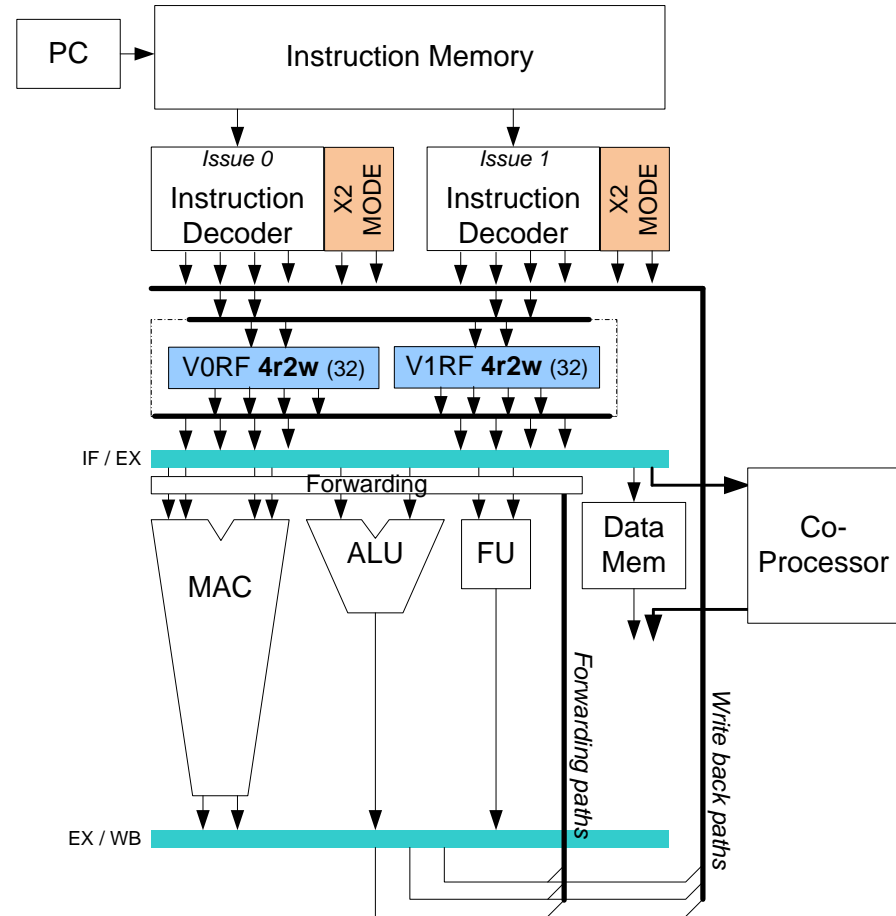 PC
Instruction Memory
Issue 0
Instruction
Decoder
X2
MODE
Issue 1
Instruction
Decoder
X2
MODE
V0RF 4r2w (32)
V1RF 4r2w (32)
IF / EX
Forwarding
MAC
ALU
FU
Data
Mem
Co-
Processor
Forwarding paths
Write back paths
EX / WB